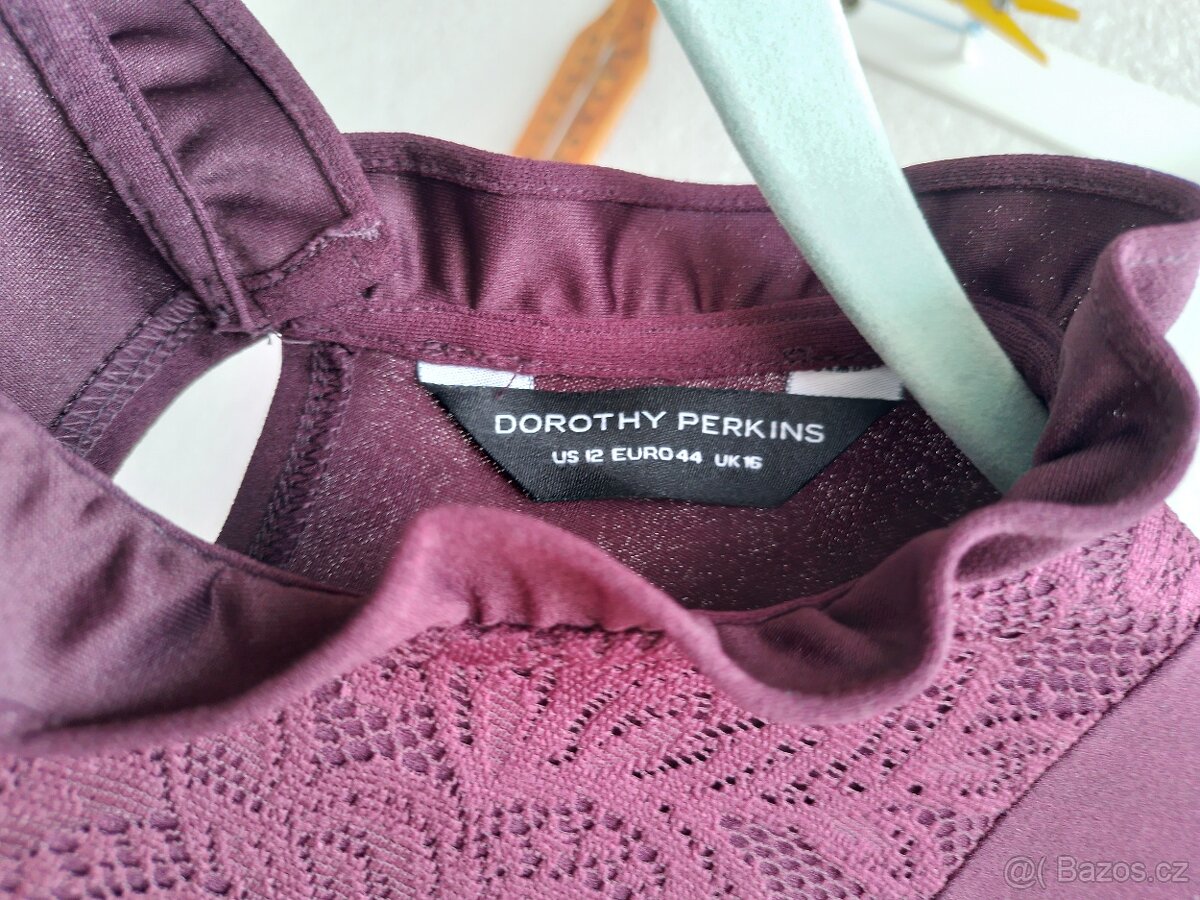 DOROTHY PERKINS
US 12 EURO 44 UK 16
@( Bazos.cz